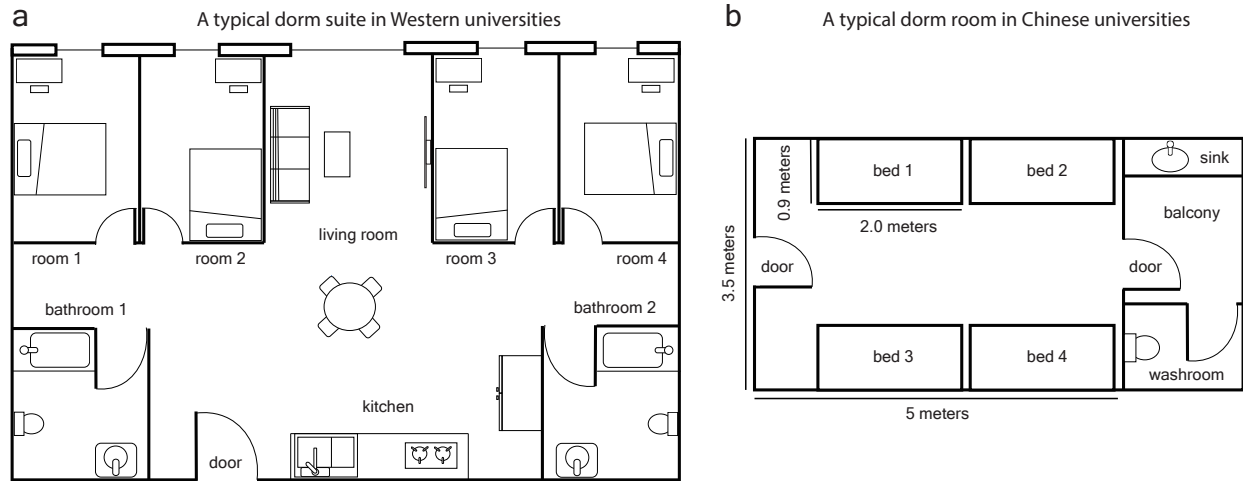 a
A typical dorm suite in Western universities
room 1
room 2
living room
room 3
room 4
bathroom 1
bathroom 2
kitchen
door
b
A typical dorm room in Chinese universities
bed 1
bed 2
sink
0.9 meters
2.0 meters
balcony
3.5 meters
door
door
bed 3
bed 4
washroom
5 meters